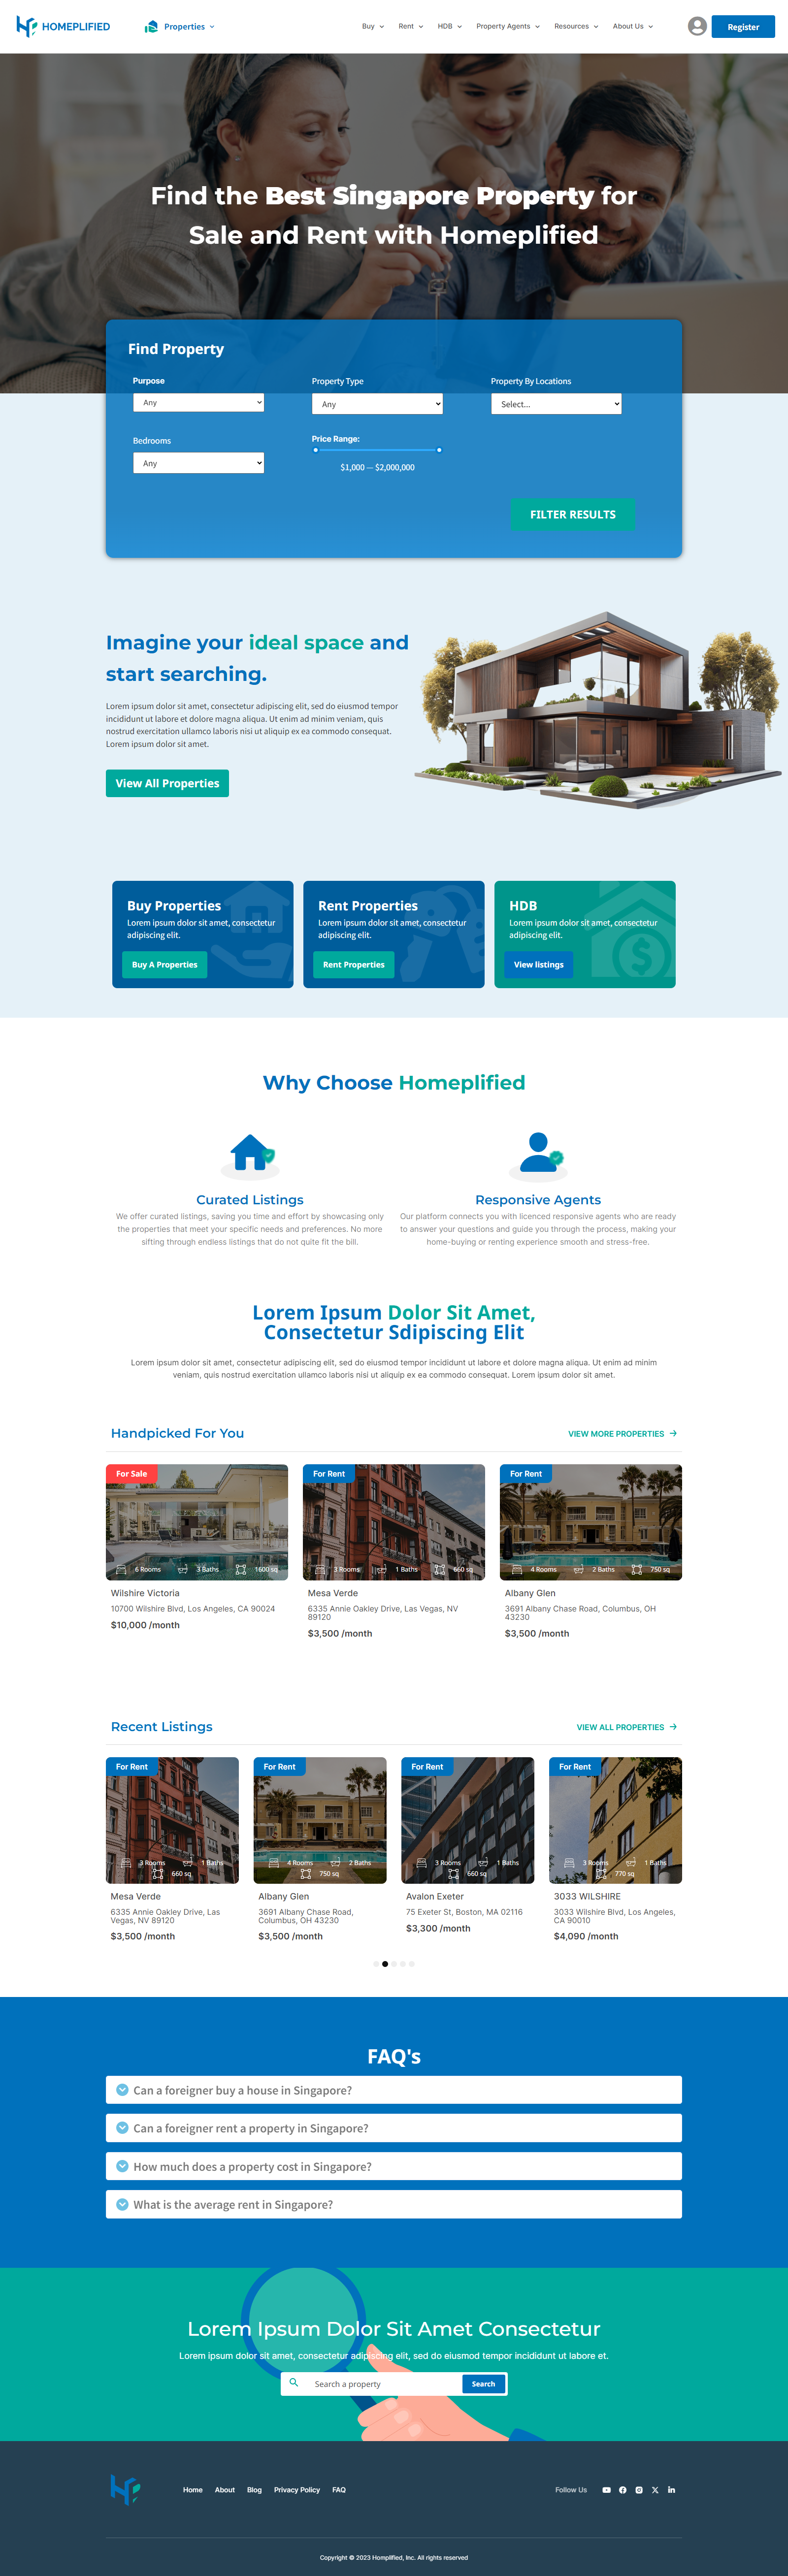 HOMEPLIFIED
Properties
Buy Rent HDB Property Agents Resources About Us
Register
Find the Best Singapore Property for
Sale and Rent with Homeplified
Find Property
Purpose
Any
Property Type
Any
Property By Locations
Select...
Bedrooms
Any
Price Range:
$1,000 — $2,000,000
FILTER RESULTS
Imagine your ideal space and
start searching.
Lorem ipsum dolor sit amet, consectetur adipiscing elit, sed do eiusmod tempor
incididunt ut labore et dolore magna aliqua. Ut enim ad minim veniam, quis
nostrud exercitation ullamco laboris nisi ut aliquip ex ea commodo consequat.
Lorem ipsum dolor sit amet.
View All Properties
Buy Properties
Lorem ipsum dolor sit amet, consectetur
adipiscing elit.
Buy A Properties
Rent Properties
Lorem ipsum dolor sit amet, consectetur
adipiscing elit.
Rent Properties
HDB
Lorem ipsum dolor sit amet, consectetur
adipiscing elit.
View listings
Why Choose Homeplified
Curated Listings
We offer curated listings, saving you time and effort by showcasing only
the properties that meet your specific needs and preferences. No more
sifting through endless listings that do not quite fit the bill.
Responsive Agents
Our platform connects you with licenced responsive agents who are ready
to answer your questions and guide you through the process, making your
home-buying or renting experience smooth and stress-free.
Lorem Ipsum Dolor Sit Amet,
Consectetur Sdipiscing Elit
Lorem ipsum dolor sit amet, consectetur adipiscing elit, sed do eiusmod tempor incididunt ut labore et dolore magna aliqua. Ut enim ad minim
veniam, quis nostrud exercitation ullamco laboris nisi ut aliquip ex ea commodo consequat. Lorem ipsum dolor sit amet.
Handpicked For You
VIEW MORE PROPERTIES
For Sale
6 Rooms 3 Baths 1600 sq
Wilshire Victoria
10700 Wilshire Blvd, Los Angeles, CA 90024
$10,000 /month
For Rent
3 Rooms 1 Baths 660 sq
Mesa Verde
6335 Annie Oakley Drive, Las Vegas, NV
89120
$3,500 /month
For Rent
4 Rooms 2 Baths 750 sq
Albany Glen
3691 Albany Chase Road, Columbus, OH
43230
$3,500 /month
Recent Listings
VIEW ALL PROPERTIES
For Rent
3 Rooms 1 Baths
660 sq
Mesa Verde
6335 Annie Oakley Drive, Las
Vegas, NV 89120
$3,500 /month
For Rent
4 Rooms 2 Baths
750 sq
Albany Glen
3691 Albany Chase Road,
Columbus, OH 43230
$3,500 /month
For Rent
3 Rooms 1 Baths
660 sq
Avalon Exeter
75 Exeter St, Boston, MA 02116
$3,300 /month
For Rent
3 Rooms 1 Baths
770 sq
3033 WILSHIRE
3033 Wilshire Blvd, Los Angeles,
CA 90010
$4,090 /month
FAQ's
Can a foreigner buy a house in Singapore?
Can a foreigner rent a property in Singapore?
How much does a property cost in Singapore?
What is the average rent in Singapore?
Lorem Ipsum Dolor Sit Amet Consectetur
Lorem ipsum dolor sit amet, consectetur adipiscing elit, sed do eiusmod tempor incididunt ut labore et.
Search a property
Search
Home About Blog Privacy Policy FAQ
Follow Us
Copyright © 2023 Homplified, Inc. All rights reserved